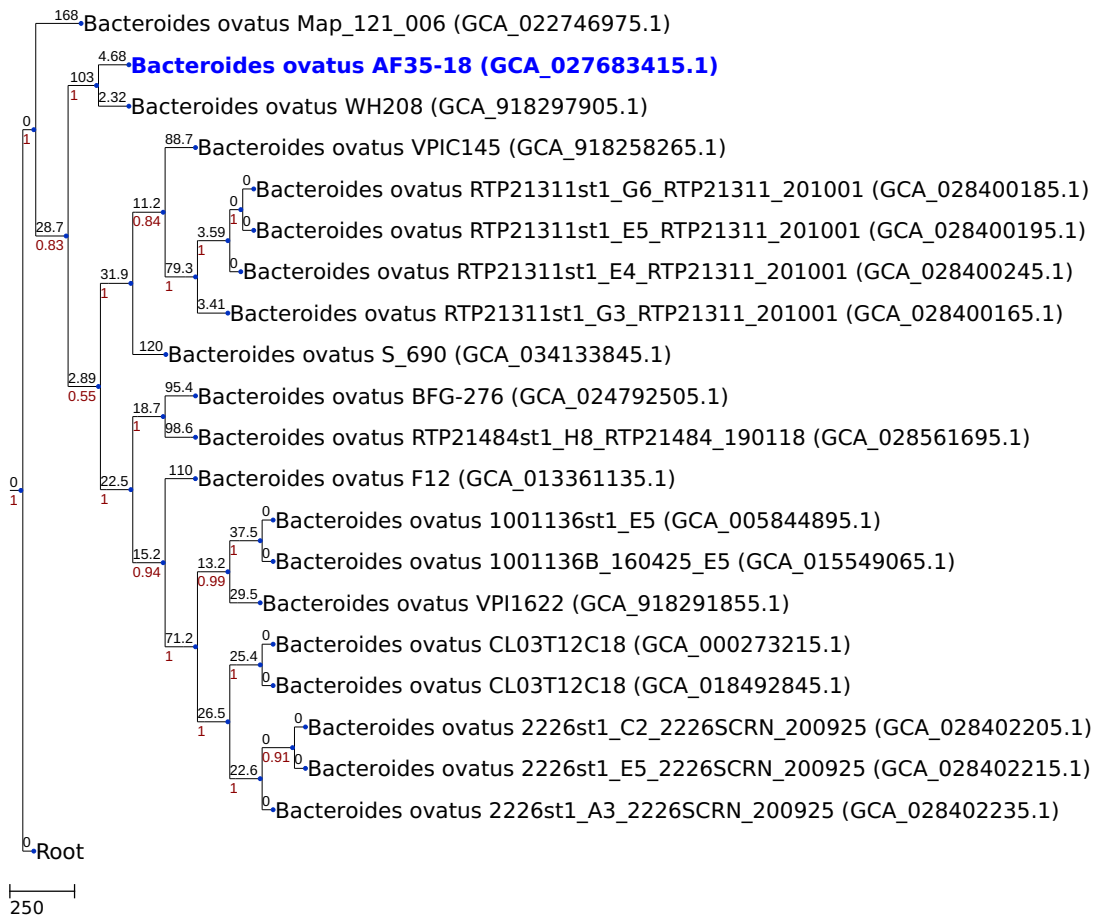 168 Bacteroides ovatus Map_121_006 (GCA_022746975.1)
4.68 Bacteroides ovatus AF35-18 (GCA_027683415.1)
103
1
2.32 Bacteroides ovatus WH208 (GCA_918297905.1)
0
1
88.7 Bacteroides ovatus VPIC145 (GCA_918258265.1)
0 Bacteroides ovatus RTP21311st1_G6_RTP21311_201001 (GCA_028400185.1)
11.2
0.84
0
1
0 Bacteroides ovatus RTP21311st1_E5_RTP21311_201001 (GCA_028400195.1)
28.7
0.83
3.59
1
0 Bacteroides ovatus RTP21311st1_E4_RTP21311_201001 (GCA_028400245.1)
79.3
1
31.9
1
3.41 Bacteroides ovatus RTP21311st1_G3_RTP21311_201001 (GCA_028400165.1)
120 Bacteroides ovatus S_690 (GCA_034133845.1)
2.89
0.55
95.4 Bacteroides ovatus BFG-276 (GCA_024792505.1)
18.7
1
98.6 Bacteroides ovatus RTP21484st1_H8_RTP21484_190118 (GCA_028561695.1)
110 Bacteroides ovatus F12 (GCA_013361135.1)
0
1
22.5
1
0 Bacteroides ovatus 1001136st1_E5 (GCA_005844895.1)
37.5
1
0 Bacteroides ovatus 1001136B_160425_E5 (GCA_015549065.1)
15.2
0.94
13.2
0.99
29.5 Bacteroides ovatus VPI1622 (GCA_918291855.1)
0 Bacteroides ovatus CL03T12C18 (GCA_000273215.1)
71.2
1
25.4
1
0 Bacteroides ovatus CL03T12C18 (GCA_018492845.1)
26.5
1
0 Bacteroides ovatus 2226st1_C2_2226SCRN_200925 (GCA_028402205.1)
0
0.91
0 Bacteroides ovatus 2226st1_E5_2226SCRN_200925 (GCA_028402215.1)
22.6
1
0 Bacteroides ovatus 2226st1_A3_2226SCRN_200925 (GCA_028402235.1)
0 Root
250